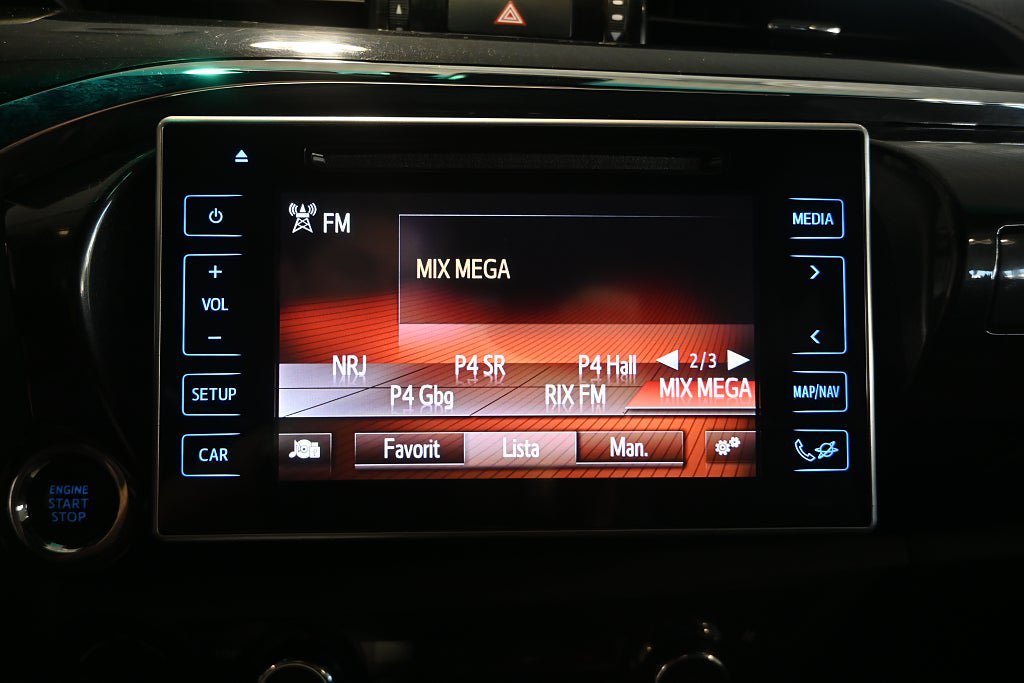 FM
MIX MEGA
NRJ P4 SR P4 Hall 2/3
P4 Gbg RIX FM MIX MEGA
Favorit Lista Man.
+
VOL
-
SETUP
CAR
MEDIA
>
<
MAP/NAV
ENGINE
START
STOP